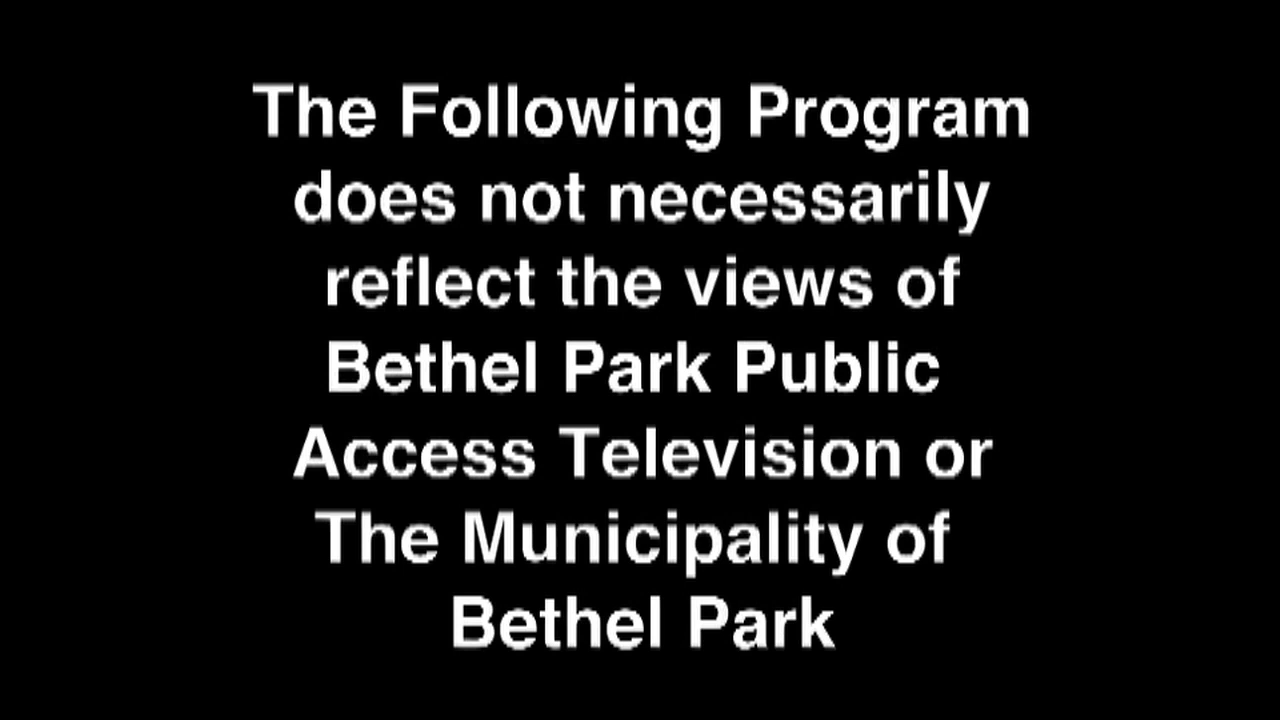 The Following Program
does not necessarily
reflect the views of
Bethel Park Public
Access Television or
The Municipality of
Bethel Park